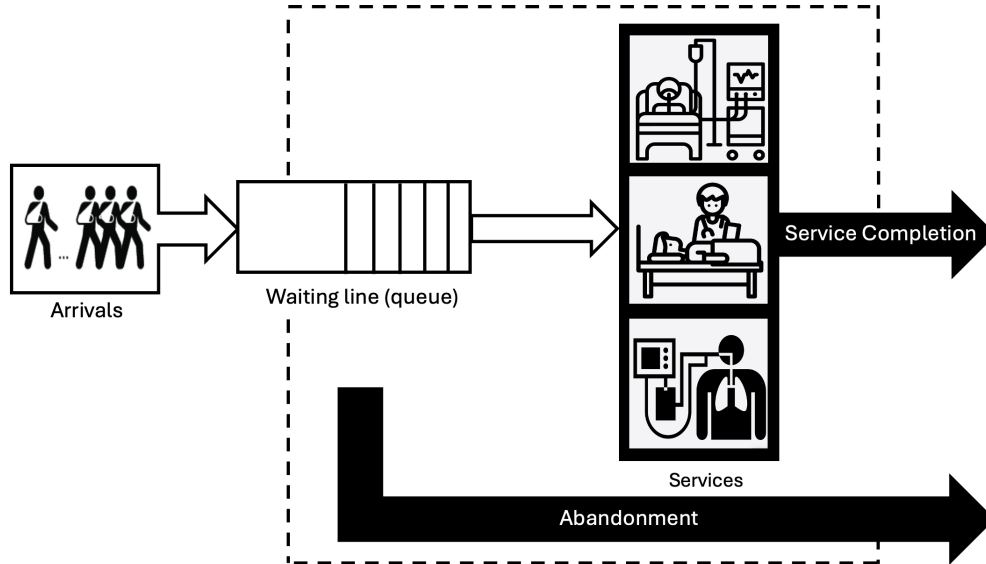 ...
Arrivals
Waiting line (queue)
Service Completion
Services
Abandonment